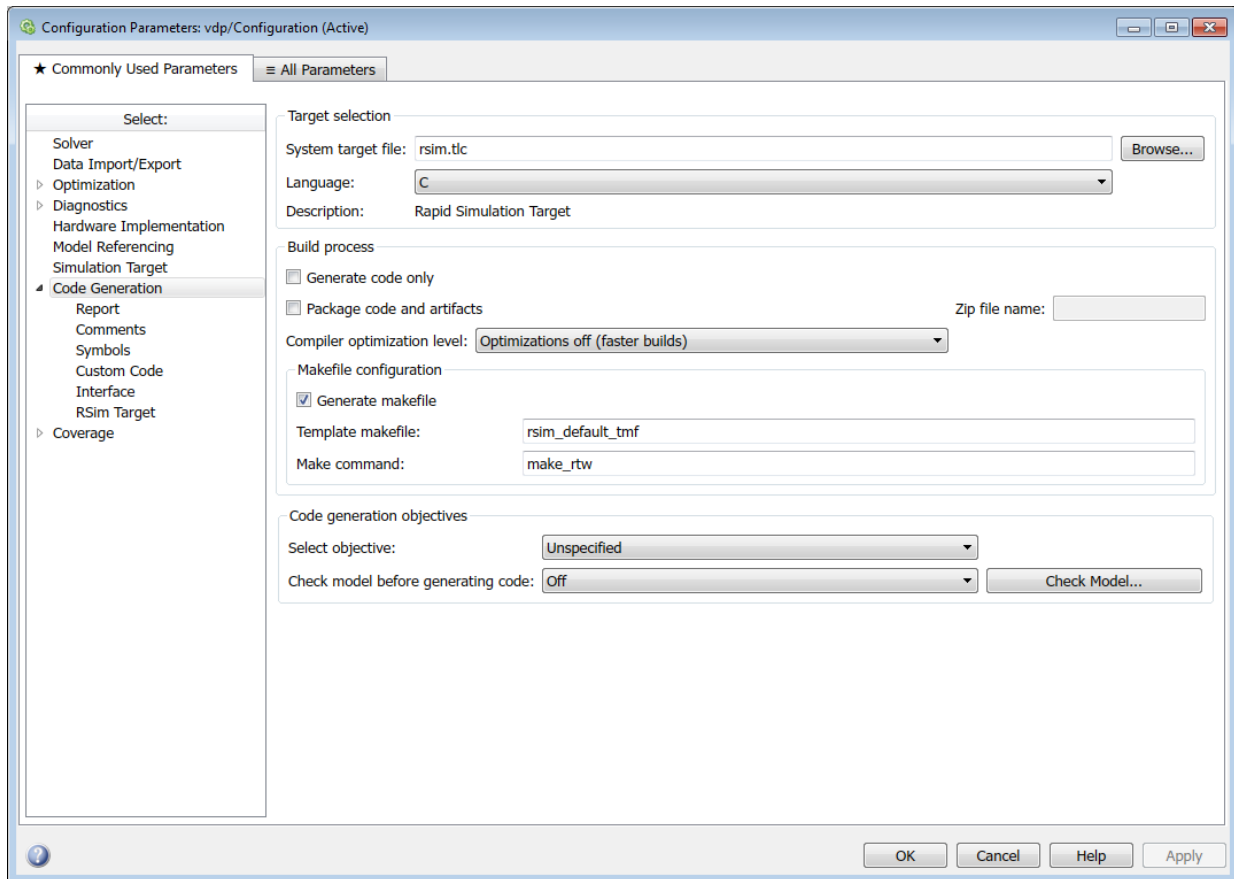 Configuration Parameters: vdp/Configuration (Active)
★ Commonly Used Parameters
≡ All Parameters
Select:
Solver
Data Import/Export
Optimization
Diagnostics
Hardware Implementation
Model Referencing
Simulation Target
Code Generation
Report
Comments
Symbols
Custom Code
Interface
RSim Target
Coverage
Target selection
System target file: rsim.tlc Browse...
Language: C
Description: Rapid Simulation Target
Build process
Generate code only
Package code and artifacts Zip file name:
Compiler optimization level: Optimizations off (faster builds)
Makefile configuration
Generate makefile
Template makefile: rsim_default_tmf
Make command: make_rtw
Code generation objectives
Select objective: Unspecified
Check model before generating code: Off Check Model...
? OK Cancel Help Apply